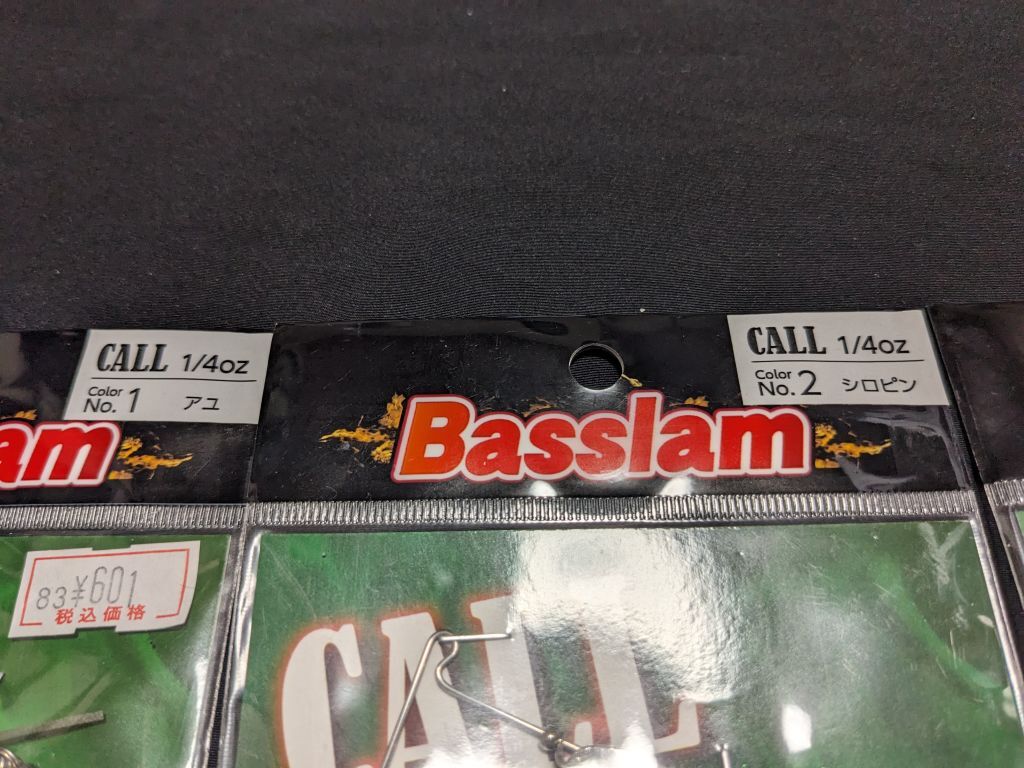 CALL 1/4oz
Color No. 1 アユ
am
83 ¥601
税込価格
CALL 1/4oz
Color No. 2 シロピン
Basslam
CALL